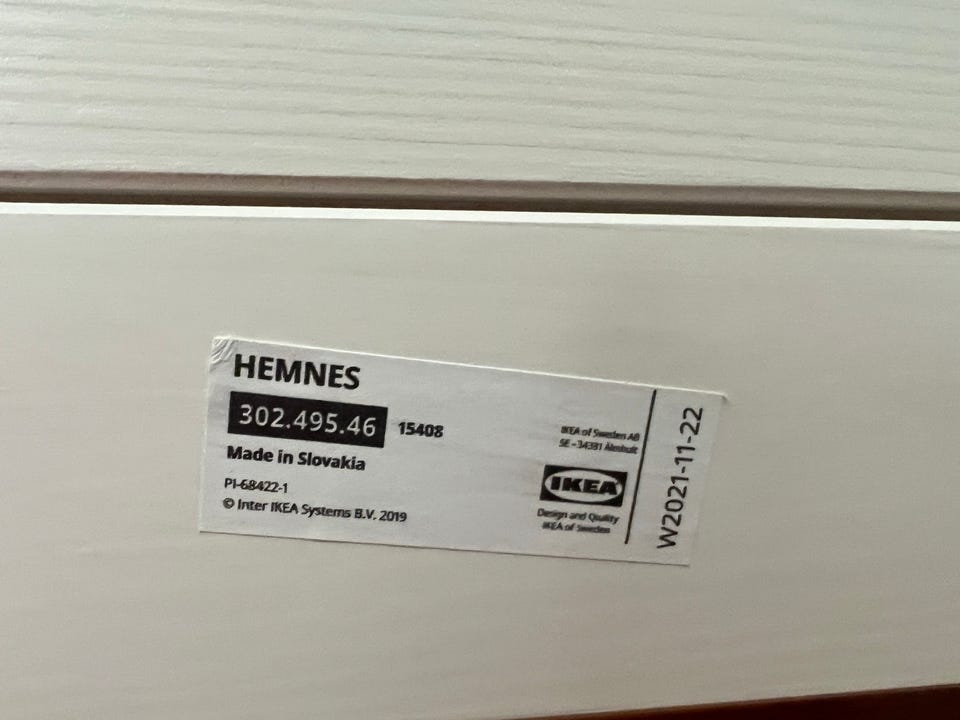 HEMNES
302.495.46 15408
Made in Slovakia
PI-68422-1
© Inter IKEA Systems B.V. 2019
IKEA of Sweden AB
SE - 34381 Älmhult
IKEA
Design and Quality
IKEA of Sweden
W2021-11-22